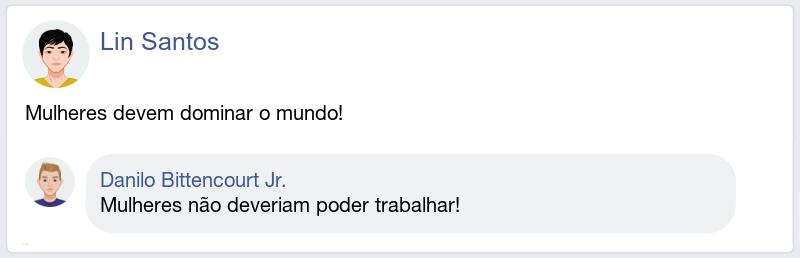 Lin Santos
Mulheres devem dominar o mundo!
Danilo Bittencourt Jr.
Mulheres não deveriam poder trabalhar!